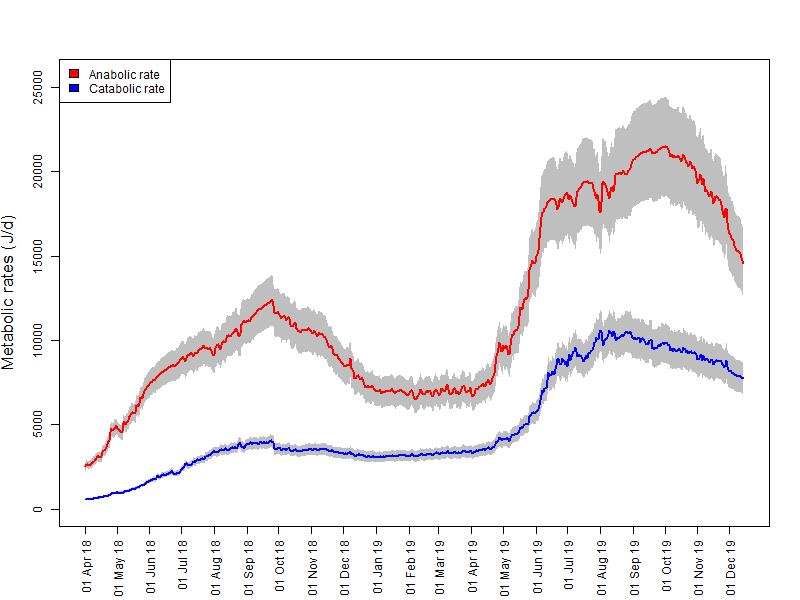 Anabolic rate
Catabolic rate
Metabolic rates (J/d)
25000
20000
15000
10000
5000
0
01 Apr 18
01 May 18
01 Jun 18
01 Jul 18
01 Aug 18
01 Sep 18
01 Oct 18
01 Nov 18
01 Dec 18
01 Jan 19
01 Feb 19
01 Mar 19
01 Apr 19
01 May 19
01 Jun 19
01 Jul 19
01 Aug 19
01 Sep 19
01 Oct 19
01 Nov 19
01 Dec 19